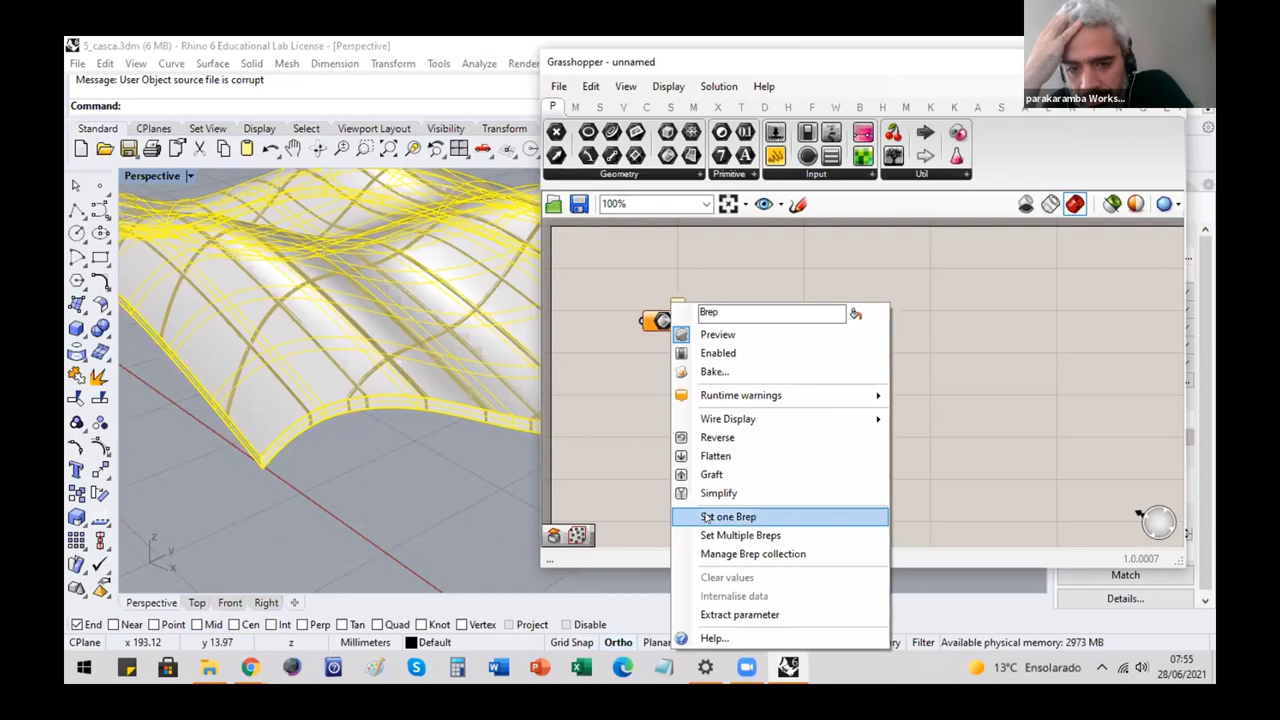 5_casca.3dm (6 MB) - Rhino 6 Educational Lab License - [Perspective]
File Edit View Curve Surface Solid Mesh Dimension Transform Tools Analyze Render
Message: User Object source file is corrupt
Command:
Standard CPlanes Set View Display Select Viewport Layout Visibility Transform
Perspective
Grasshopper - unnamed
File Edit View Display Solution Help
P M S V C S M I X T D F W B H A M K K A S L
Geometry Primitive Input Util
100%
parakaramba Works...
Brep
Preview
Enabled
Bake...
Runtime warnings
Wire Display
Reverse
Flatten
Graft
Simplify
Set one Brep
Set Multiple Breps
Manage Brep collection
Clear values
Internalise data
Extract parameter
Help...
...
1.0.0007
Match
Details...
z
y
x
Perspective Top Front Right
End Near Point Mid Cen Int Perp Tan Quad Knot Vertex Project Disable
CPlane x 193.12 y 13.97 z Millimeters Default Grid Snap Ortho Planar Filter Available physical memory: 2973 MB
13°C Ensolarado
07:55
28/06/2021